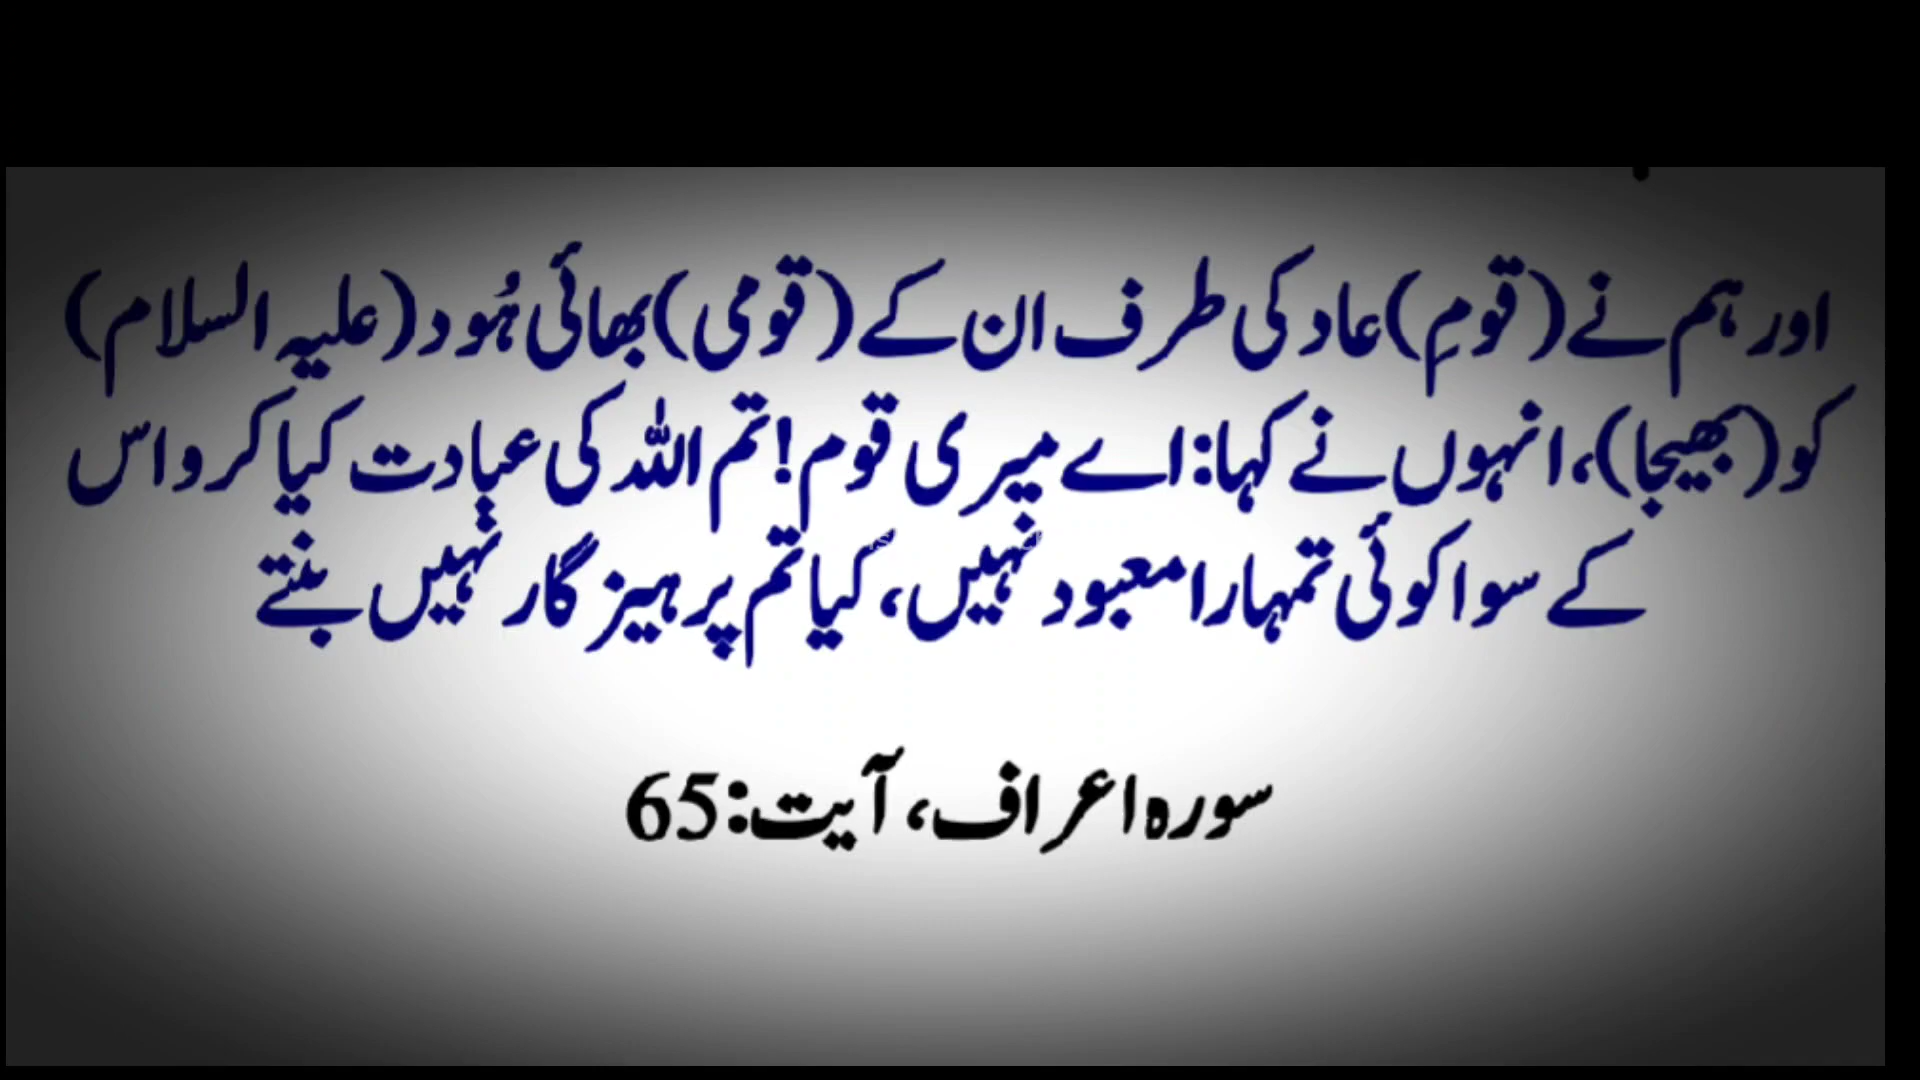 اور ہم نے (قومِ) عاد کی طرف ان کے (قومی) بھائی ہُود (علیہ السلام)
کو (بھیجا)، انہوں نے کہا: اے میری قوم! تم اللہ کی عبادت کیا کرو اس
کے سوا کوئی تمہارا معبود نہیں، کیا تم پرہیزگار نہیں بنتے
سورہ اعراف، آیت: 65